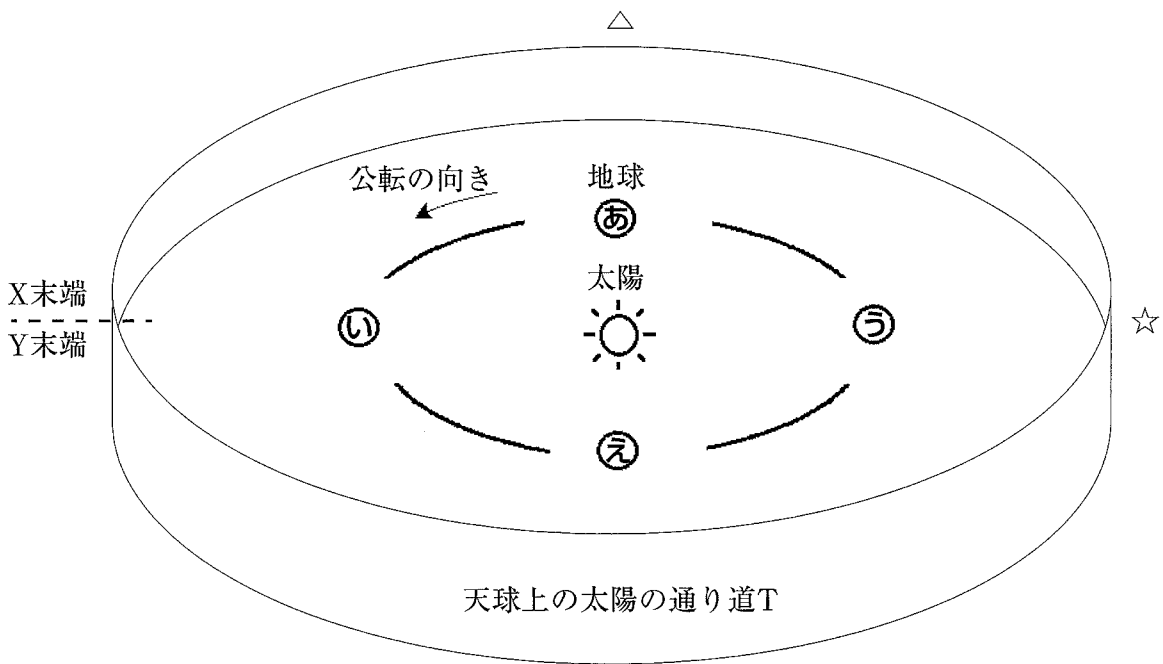 △
公転の向き
地球
あ
太陽
X末端
Y末端
い
う
☆
え
天球上の太陽の通り道T